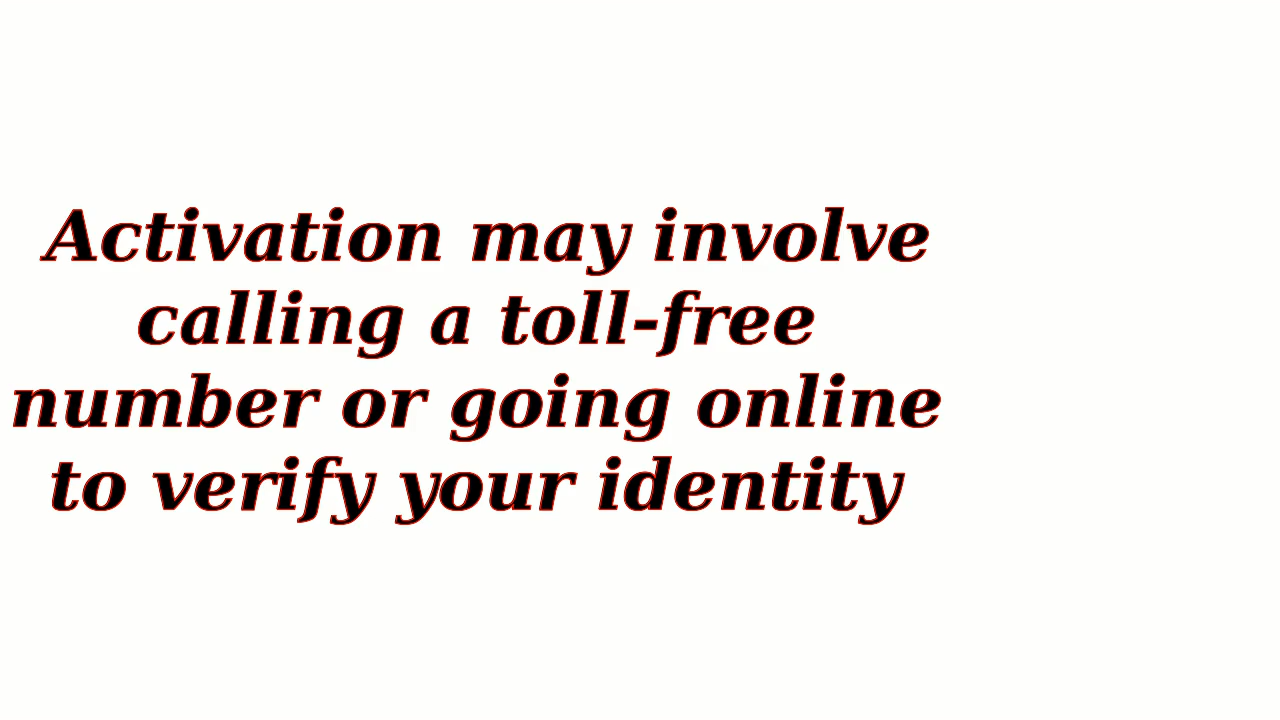 Activation may involve
calling a toll-free
number or going online
to verify your identity